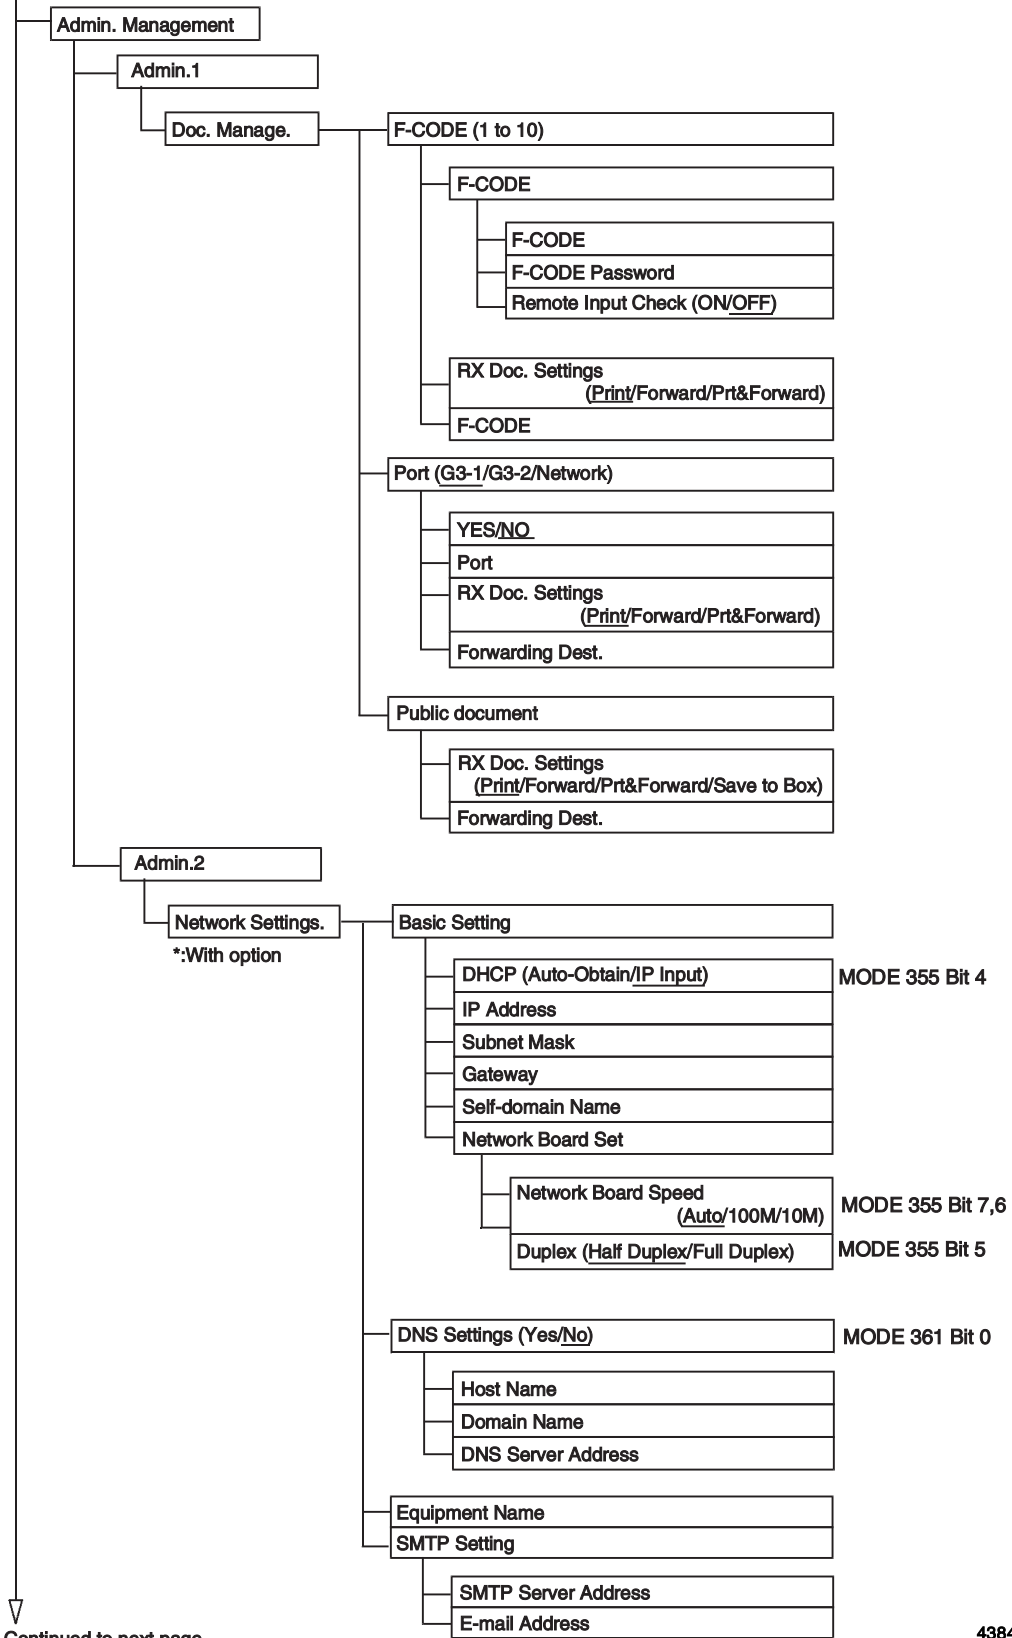 Admin. Management
Admin.1
Doc. Manage.
F-CODE (1 to 10)
F-CODE
F-CODE
F-CODE Password
Remote Input Check (ON/OFF)
RX Doc. Settings
(Print/Forward/Prt&Forward)
F-CODE
Port (G3-1/G3-2/Network)
YES/NO
Port
RX Doc. Settings
(Print/Forward/Prt&Forward)
Forwarding Dest.
Public document
RX Doc. Settings
(Print/Forward/Prt&Forward/Save to Box)
Forwarding Dest.
Admin.2
Network Settings.
*:With option
Basic Setting
DHCP (Auto-Obtain/IP Input) MODE 355 Bit 4
IP Address
Subnet Mask
Gateway
Self-domain Name
Network Board Set
Network Board Speed
(Auto/100M/10M) MODE 355 Bit 7,6
Duplex (Half Duplex/Full Duplex) MODE 355 Bit 5
DNS Settings (Yes/No) MODE 361 Bit 0
Host Name
Domain Name
DNS Server Address
Equipment Name
SMTP Setting
SMTP Server Address
E-mail Address
Continued to next page
4384